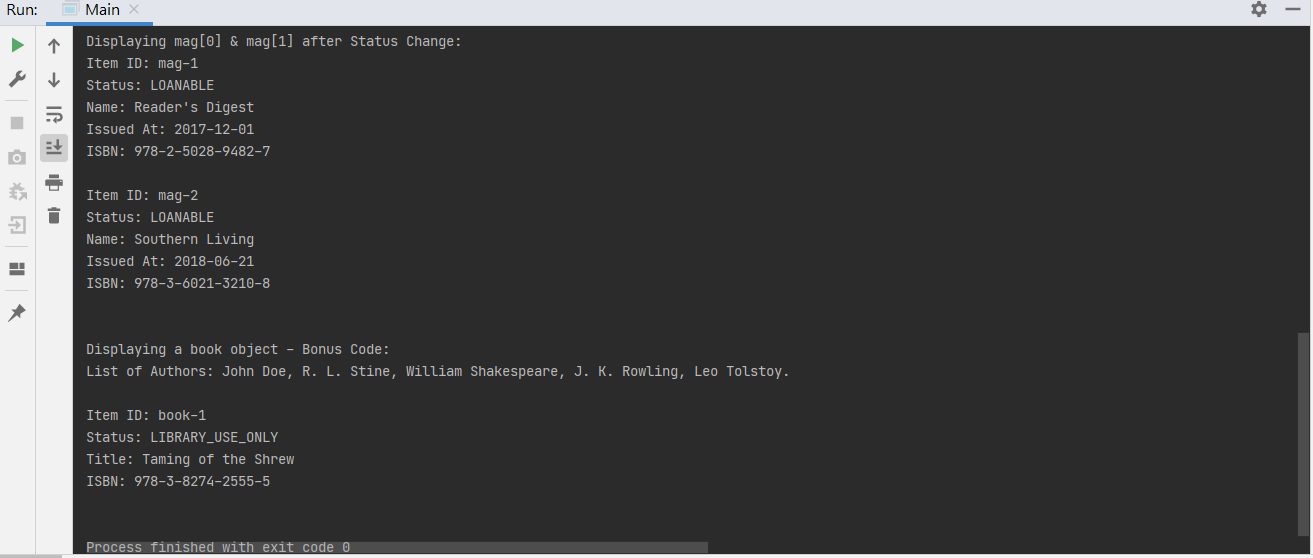 Run: Main
Displaying mag[0] & mag[1] after Status Change:
Item ID: mag-1
Status: LOANABLE
Name: Reader's Digest
Issued At: 2017-12-01
ISBN: 978-2-5028-9482-7
Item ID: mag-2
Status: LOANABLE
Name: Southern Living
Issued At: 2018-06-21
ISBN: 978-3-6021-3210-8
Displaying a book object - Bonus Code:
List of Authors: John Doe, R. L. Stine, William Shakespeare, J. K. Rowling, Leo Tolstoy.
Item ID: book-1
Status: LIBRARY_USE_ONLY
Title: Taming of the Shrew
ISBN: 978-3-8274-2555-5
Process finished with exit code 0